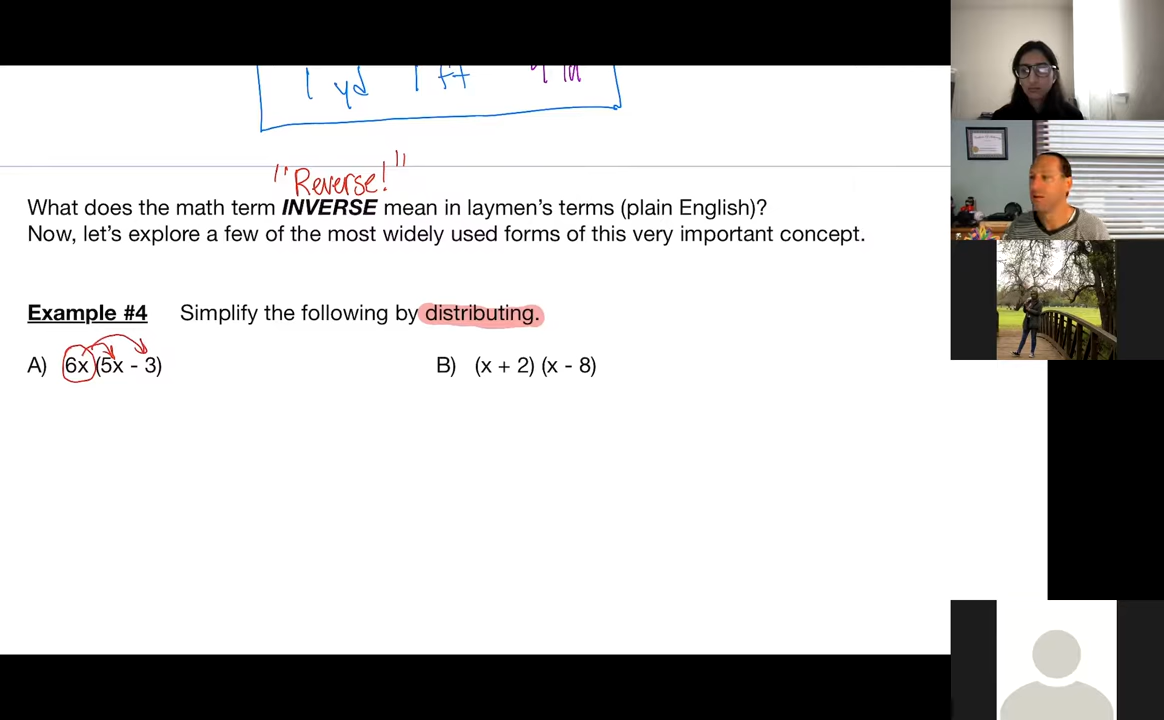 1 yd 1 ft 9 in
"Reverse!"
What does the math term INVERSE mean in laymen's terms (plain English)?
Now, let's explore a few of the most widely used forms of this very important concept.
Example #4 Simplify the following by distributing.
A) 6x(5x - 3) B) (x + 2) (x - 8)